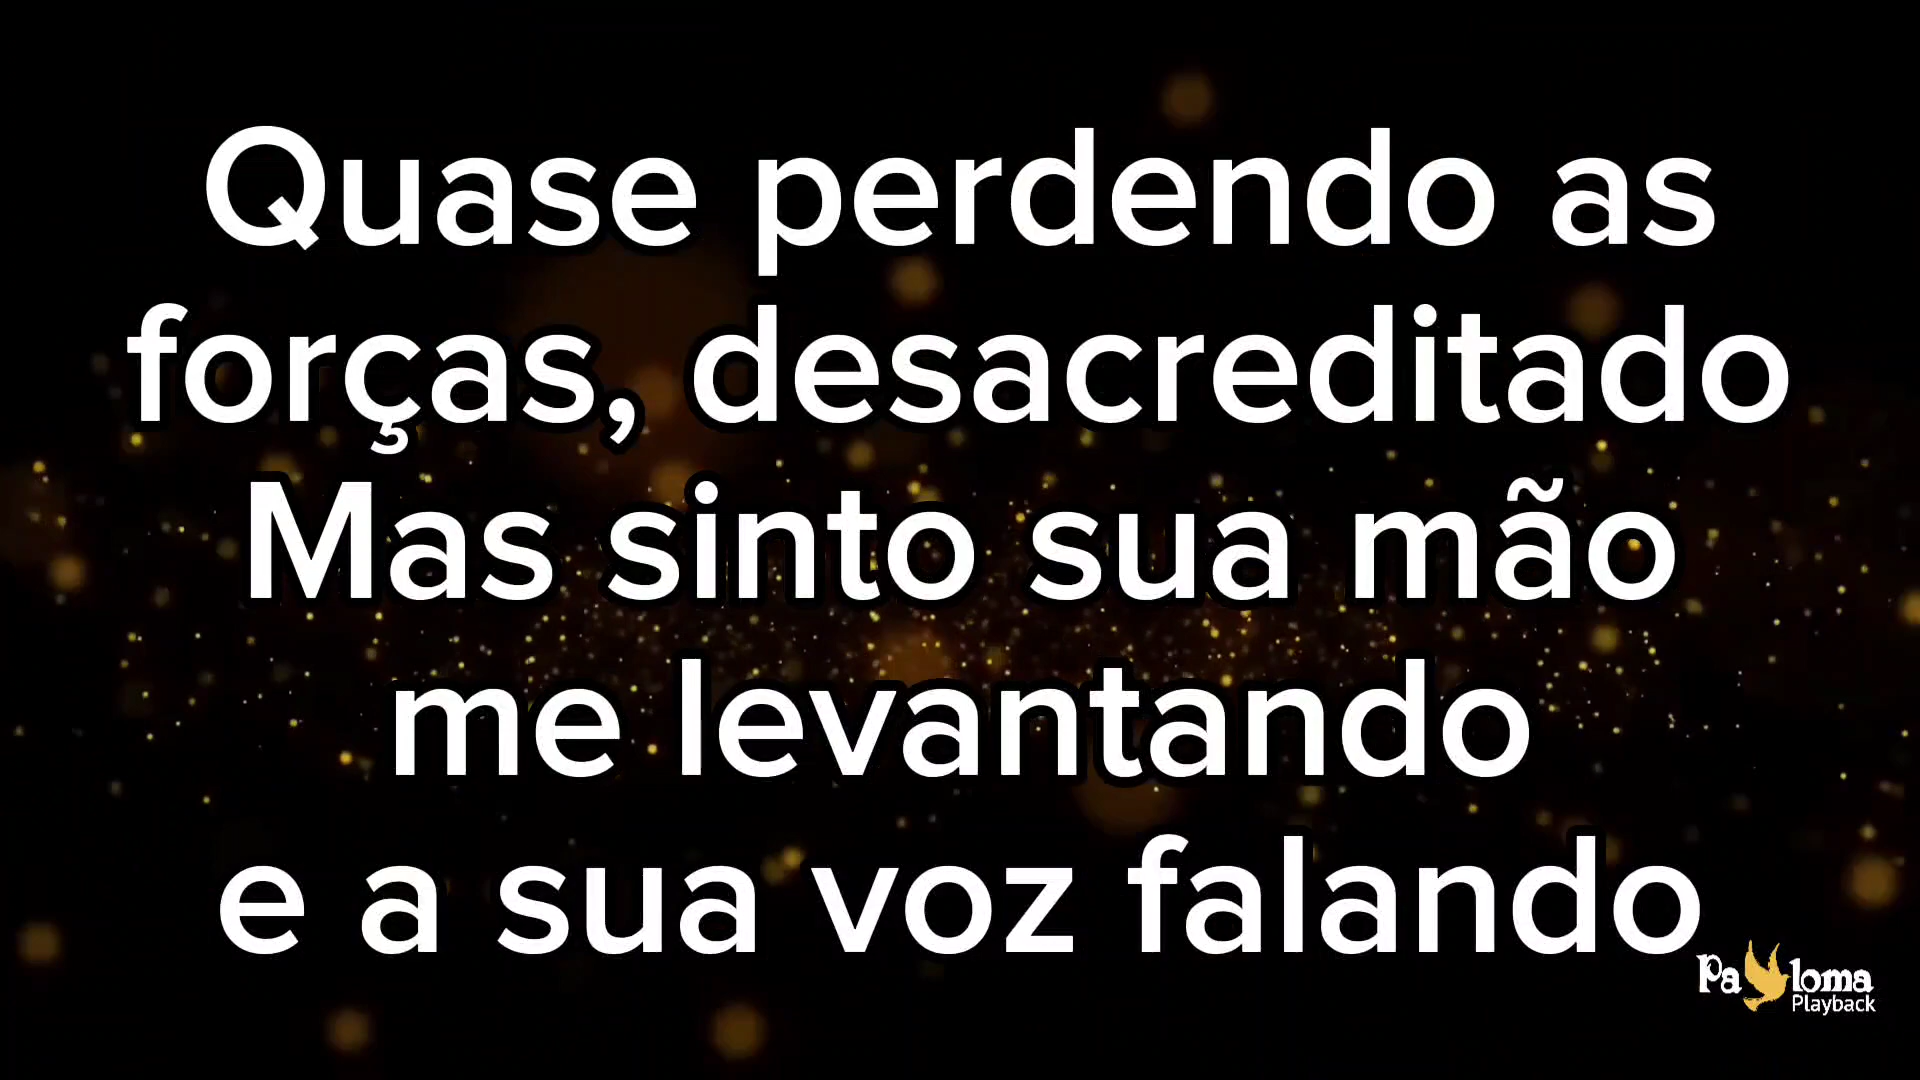 Quase perdendo as
forças, desacreditado
Mas sinto sua mão
me levantando
e a sua voz falando
Paloma
Playback